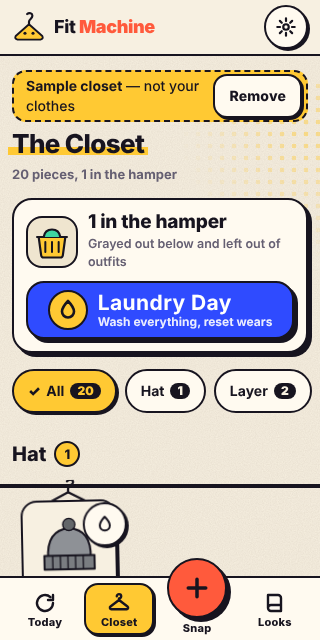 Fit Machine
Sample closet — not your
clothes
Remove
The Closet
20 pieces, 1 in the hamper
1 in the hamper
Grayed out below and left out of
outfits
Laundry Day
Wash everything, reset wears
All 20
Hat 1
Layer 2
Hat 1
Today
Closet
Snap
Looks